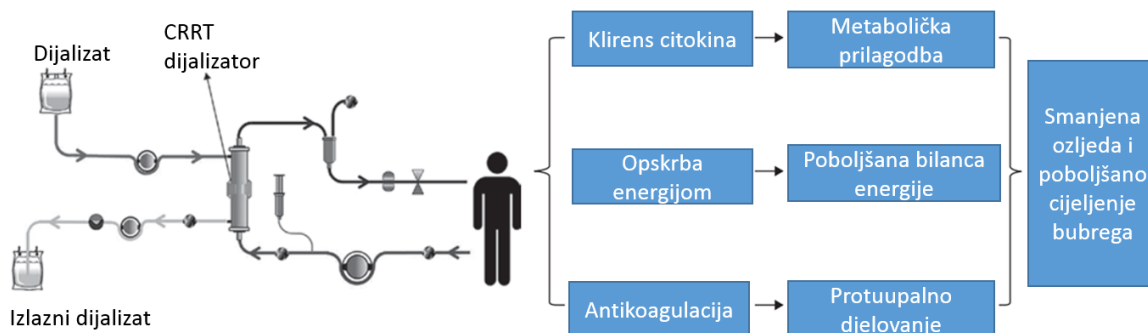 Dijalizat
CRRT
dijalizator
Izlazni dijalizat
Klirens citokina
Metabolička
prilagodba
Opskrba
energijom
Poboljšana bilanca
energije
Antikoagulacija
Protuupalno
djelovanje
Smanjena
ozljeda i
poboljšano
cijeljenje
bubrega